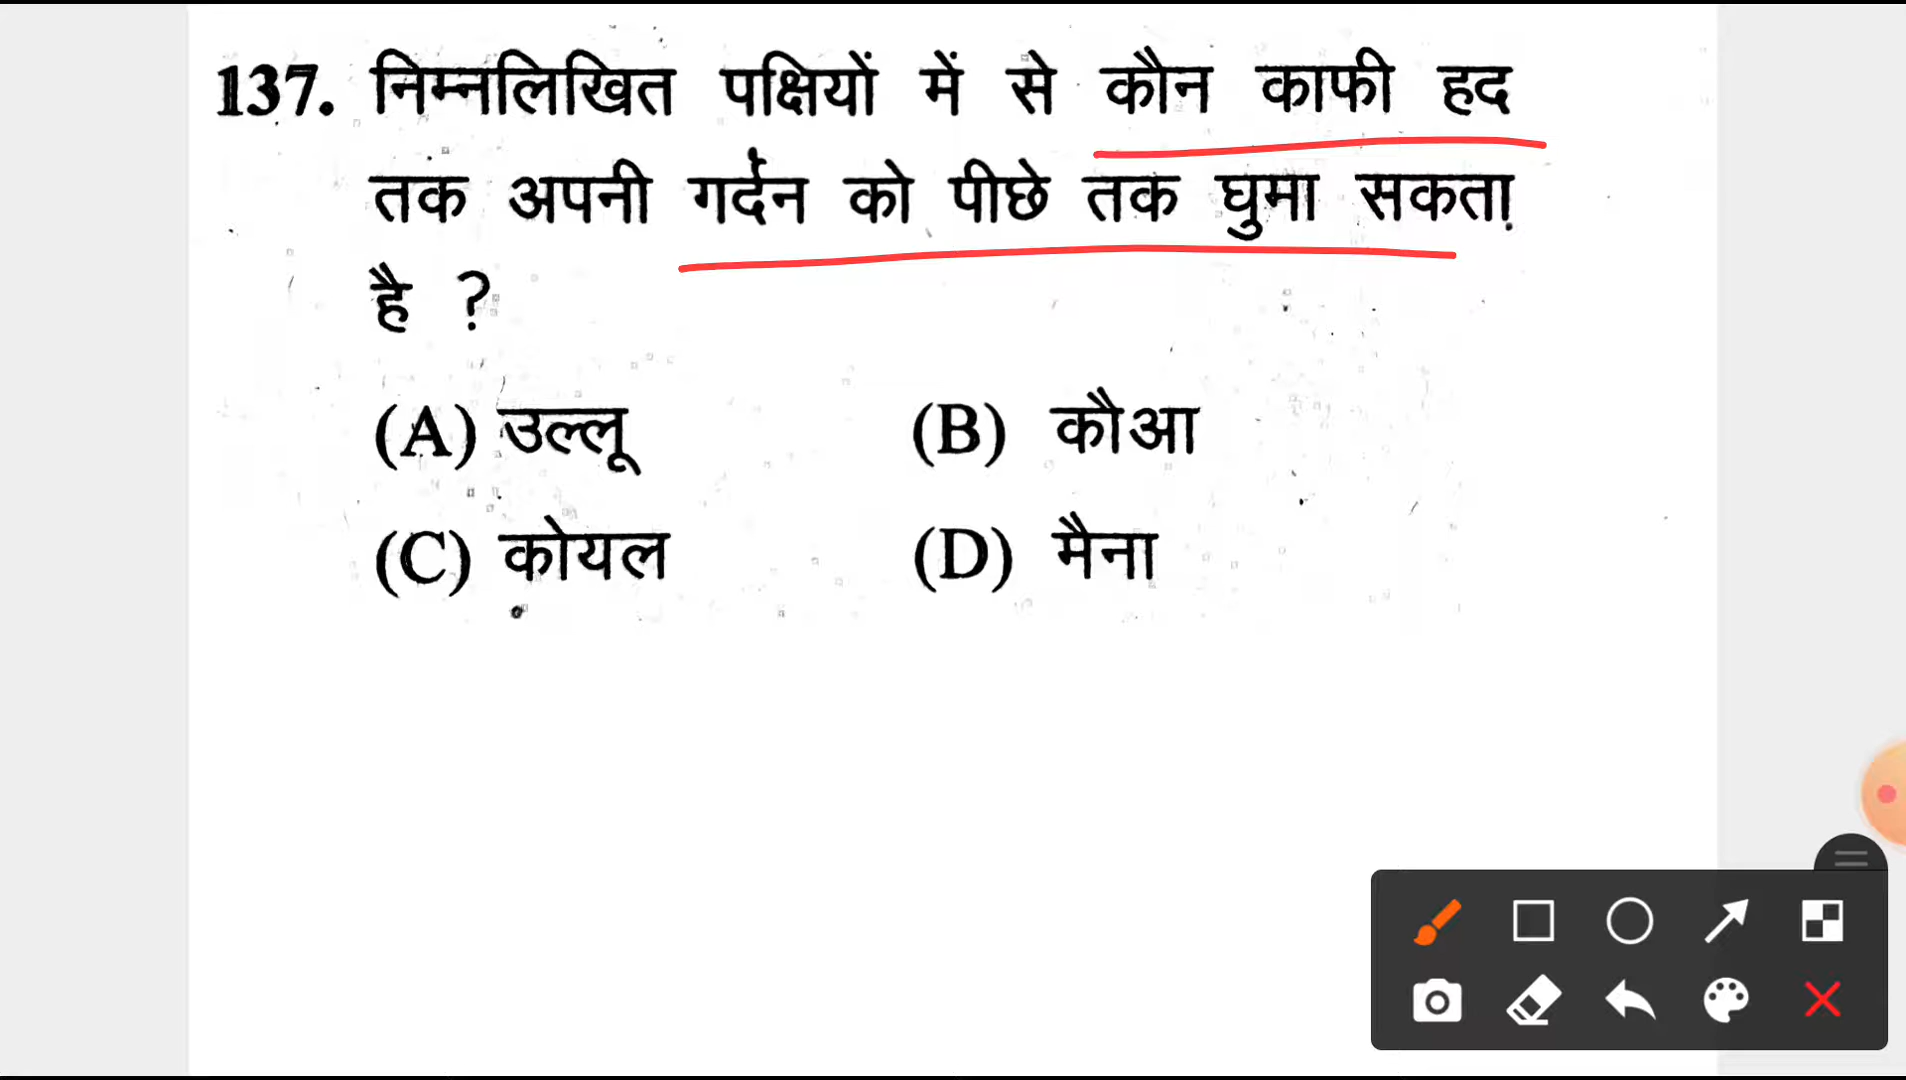 137. निम्नलिखित पक्षियों में से कौन काफी हद
तक अपनी गर्दन को पीछे तक घुमा सकता
है ?
(A) उल्लू (B) कौआ
(C) कोयल (D) मैना